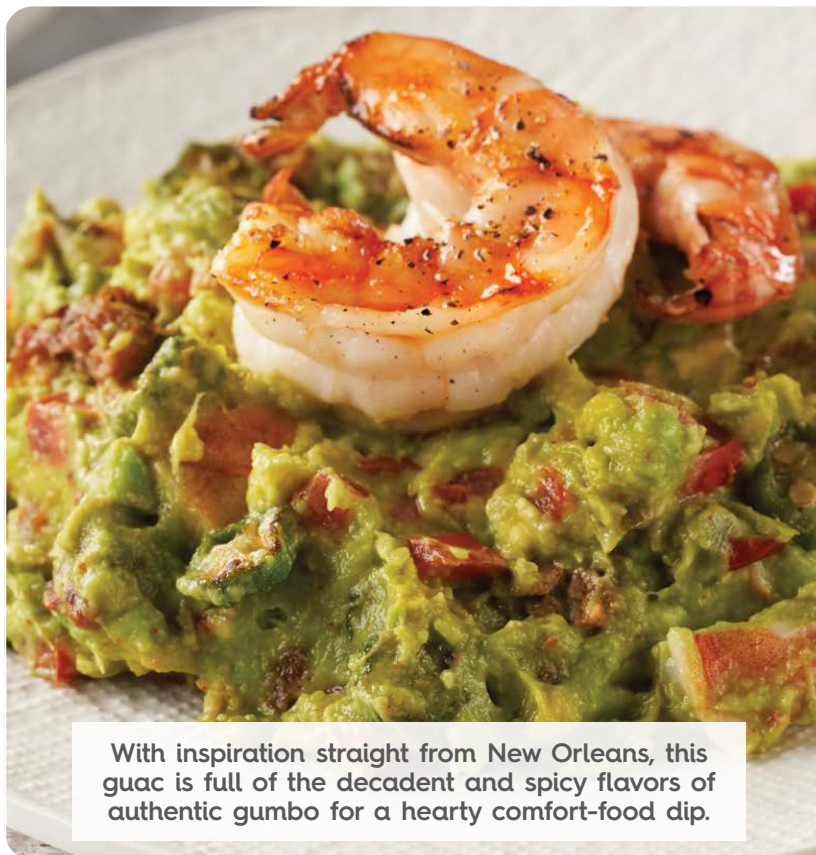 With inspiration straight from New Orleans, this
guac is full of the decadent and spicy flavors of
authentic gumbo for a hearty comfort-food dip.